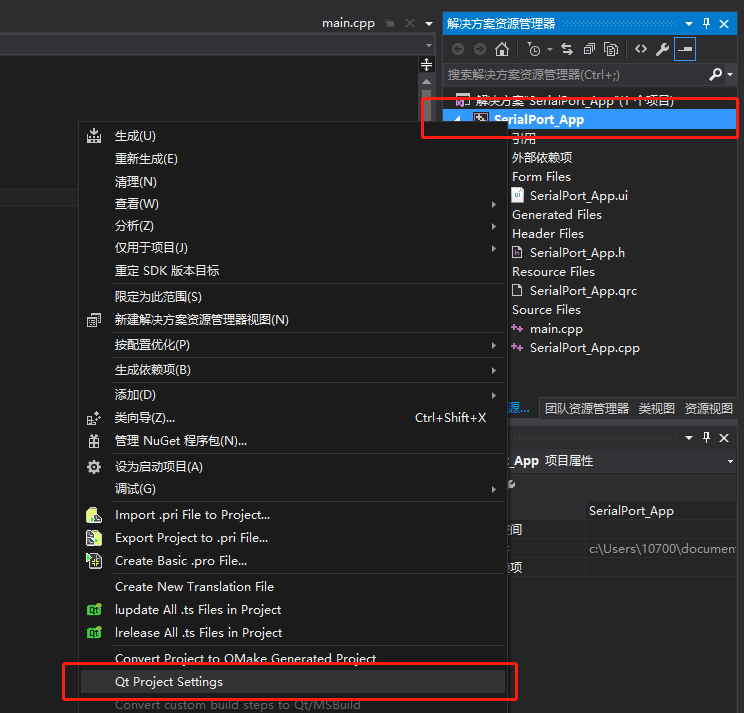 main.cpp
解决方案资源管理器
搜索解决方案资源管理器(Ctrl+;)
解决方案"SerialPort_App"(1 个项目)
SerialPort_App
引用
外部依赖项
Form Files
SerialPort_App.ui
Generated Files
Header Files
SerialPort_App.h
Resource Files
SerialPort_App.qrc
Source Files
main.cpp
SerialPort_App.cpp
源...
团队资源管理器
类视图
资源视图
_App 项目属性
SerialPort_App
间
c:\Users\10700\documen
项
生成(U)
重新生成(E)
清理(N)
查看(W)
分析(Z)
仅用于项目(J)
重定 SDK 版本目标
限定为此范围(S)
新建解决方案资源管理器视图(N)
按配置优化(P)
生成依赖项(B)
添加(D)
类向导(Z)... Ctrl+Shift+X
管理 NuGet 程序包(N)...
设为启动项目(A)
调试(G)
Import .pri File to Project...
Export Project to .pri File...
Create Basic .pro File...
Create New Translation File
lupdate All .ts Files in Project
lrelease All .ts Files in Project
Convert Project to QMake Generated Project
Qt Project Settings
Convert custom build steps to Qt/MSBuild